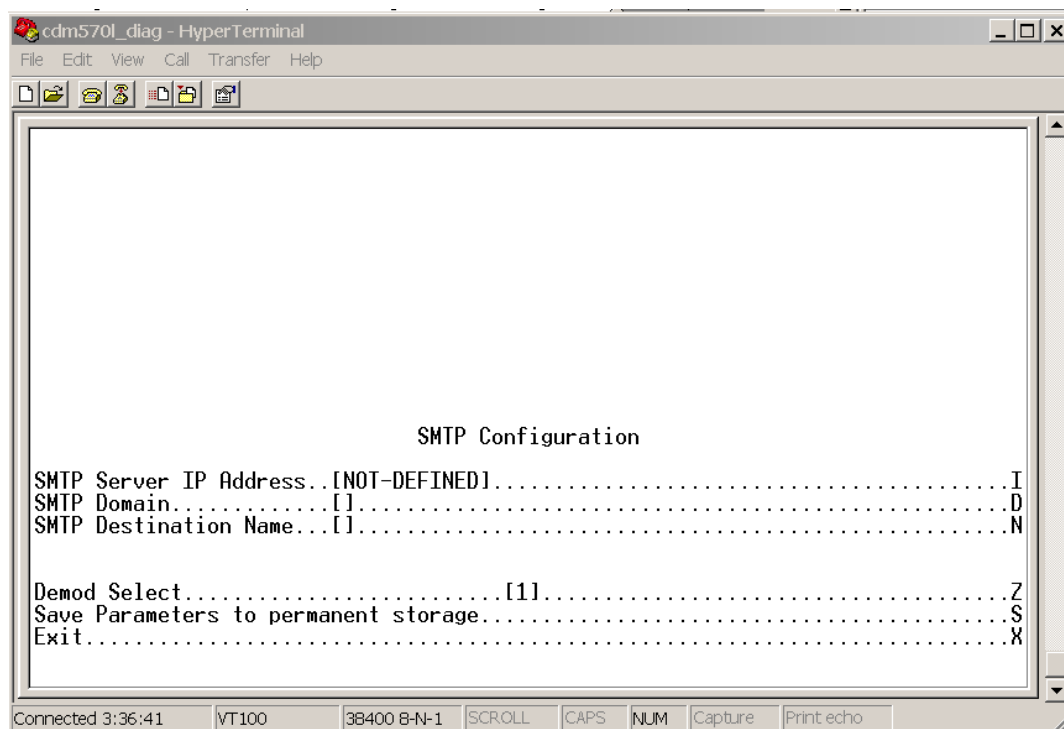 cdm570l_diag - HyperTerminal
File Edit View Call Transfer Help
SMTP Configuration
SMTP Server IP Address..[NOT-DEFINED]..........................................I
SMTP Domain.............[].....................................................D
SMTP Destination Name...[].....................................................N
Demod Select..........................[1]......................................Z
Save Parameters to permanent storage...........................................S
Exit...........................................................................X
Connected 3:36:41 VT100 38400 8-N-1 SCROLL CAPS NUM Capture Print echo